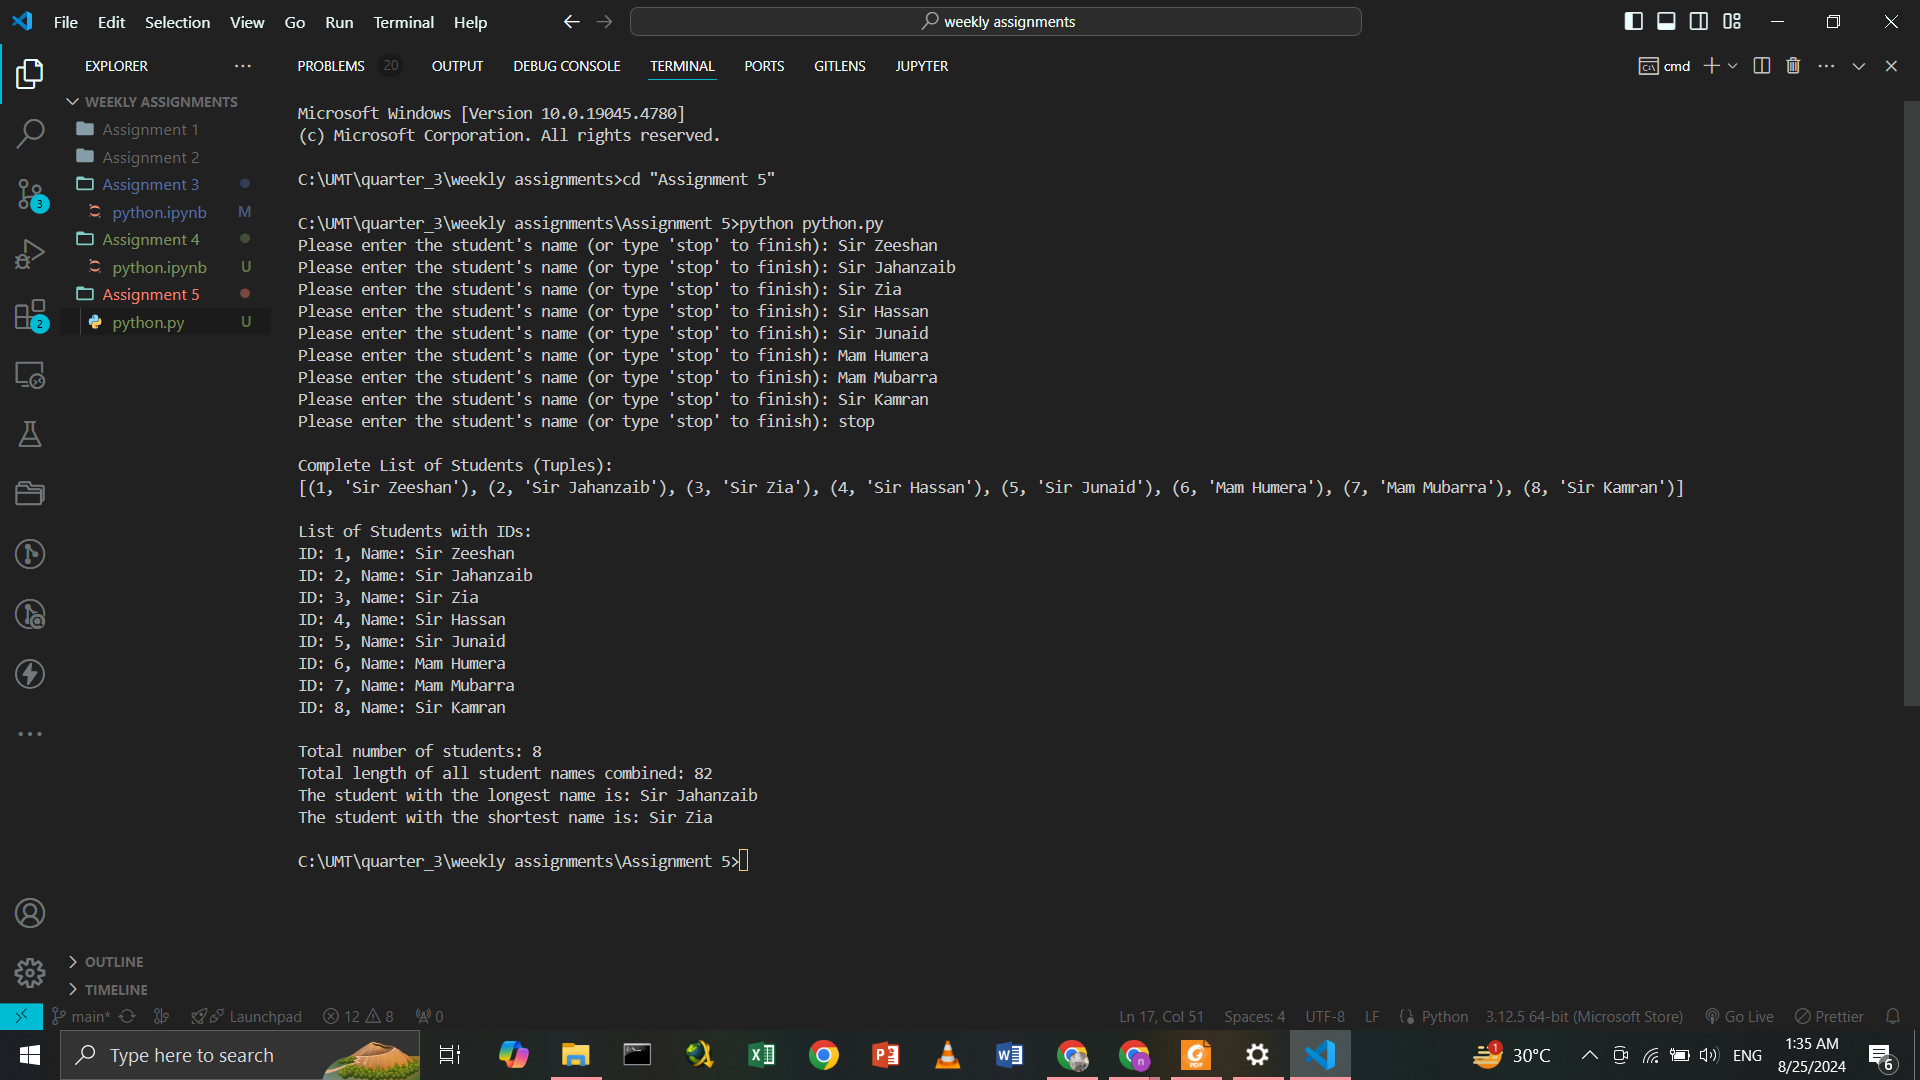 File Edit Selection View Go Run Terminal Help
weekly assignments
EXPLORER
WEEKLY ASSIGNMENTS
Assignment 1
Assignment 2
Assignment 3
python.ipynb M
Assignment 4
python.ipynb U
Assignment 5
python.py U
OUTLINE
TIMELINE
3
2
PROBLEMS 20 OUTPUT DEBUG CONSOLE TERMINAL PORTS GITLENS JUPYTER
cmd
Microsoft Windows [Version 10.0.19045.4780]
(c) Microsoft Corporation. All rights reserved.
C:\UMT\quarter_3\weekly assignments>cd "Assignment 5"
C:\UMT\quarter_3\weekly assignments\Assignment 5>python python.py
Please enter the student's name (or type 'stop' to finish): Sir Zeeshan
Please enter the student's name (or type 'stop' to finish): Sir Jahanzaib
Please enter the student's name (or type 'stop' to finish): Sir Zia
Please enter the student's name (or type 'stop' to finish): Sir Hassan
Please enter the student's name (or type 'stop' to finish): Sir Junaid
Please enter the student's name (or type 'stop' to finish): Mam Humera
Please enter the student's name (or type 'stop' to finish): Mam Mubarra
Please enter the student's name (or type 'stop' to finish): Sir Kamran
Please enter the student's name (or type 'stop' to finish): stop
Complete List of Students (Tuples):
[(1, 'Sir Zeeshan'), (2, 'Sir Jahanzaib'), (3, 'Sir Zia'), (4, 'Sir Hassan'), (5, 'Sir Junaid'), (6, 'Mam Humera'), (7, 'Mam Mubarra'), (8, 'Sir Kamran')]
List of Students with IDs:
ID: 1, Name: Sir Zeeshan
ID: 2, Name: Sir Jahanzaib
ID: 3, Name: Sir Zia
ID: 4, Name: Sir Hassan
ID: 5, Name: Sir Junaid
ID: 6, Name: Mam Humera
ID: 7, Name: Mam Mubarra
ID: 8, Name: Sir Kamran
Total number of students: 8
Total length of all student names combined: 82
The student with the longest name is: Sir Jahanzaib
The student with the shortest name is: Sir Zia
C:\UMT\quarter_3\weekly assignments\Assignment 5>
main* Launchpad 12 8 0 Ln 17, Col 51 Spaces: 4 UTF-8 LF Python 3.12.5 64-bit (Microsoft Store) Go Live Prettier
Type here to search
1 30°C ENG
1:35 AM
8/25/2024
6